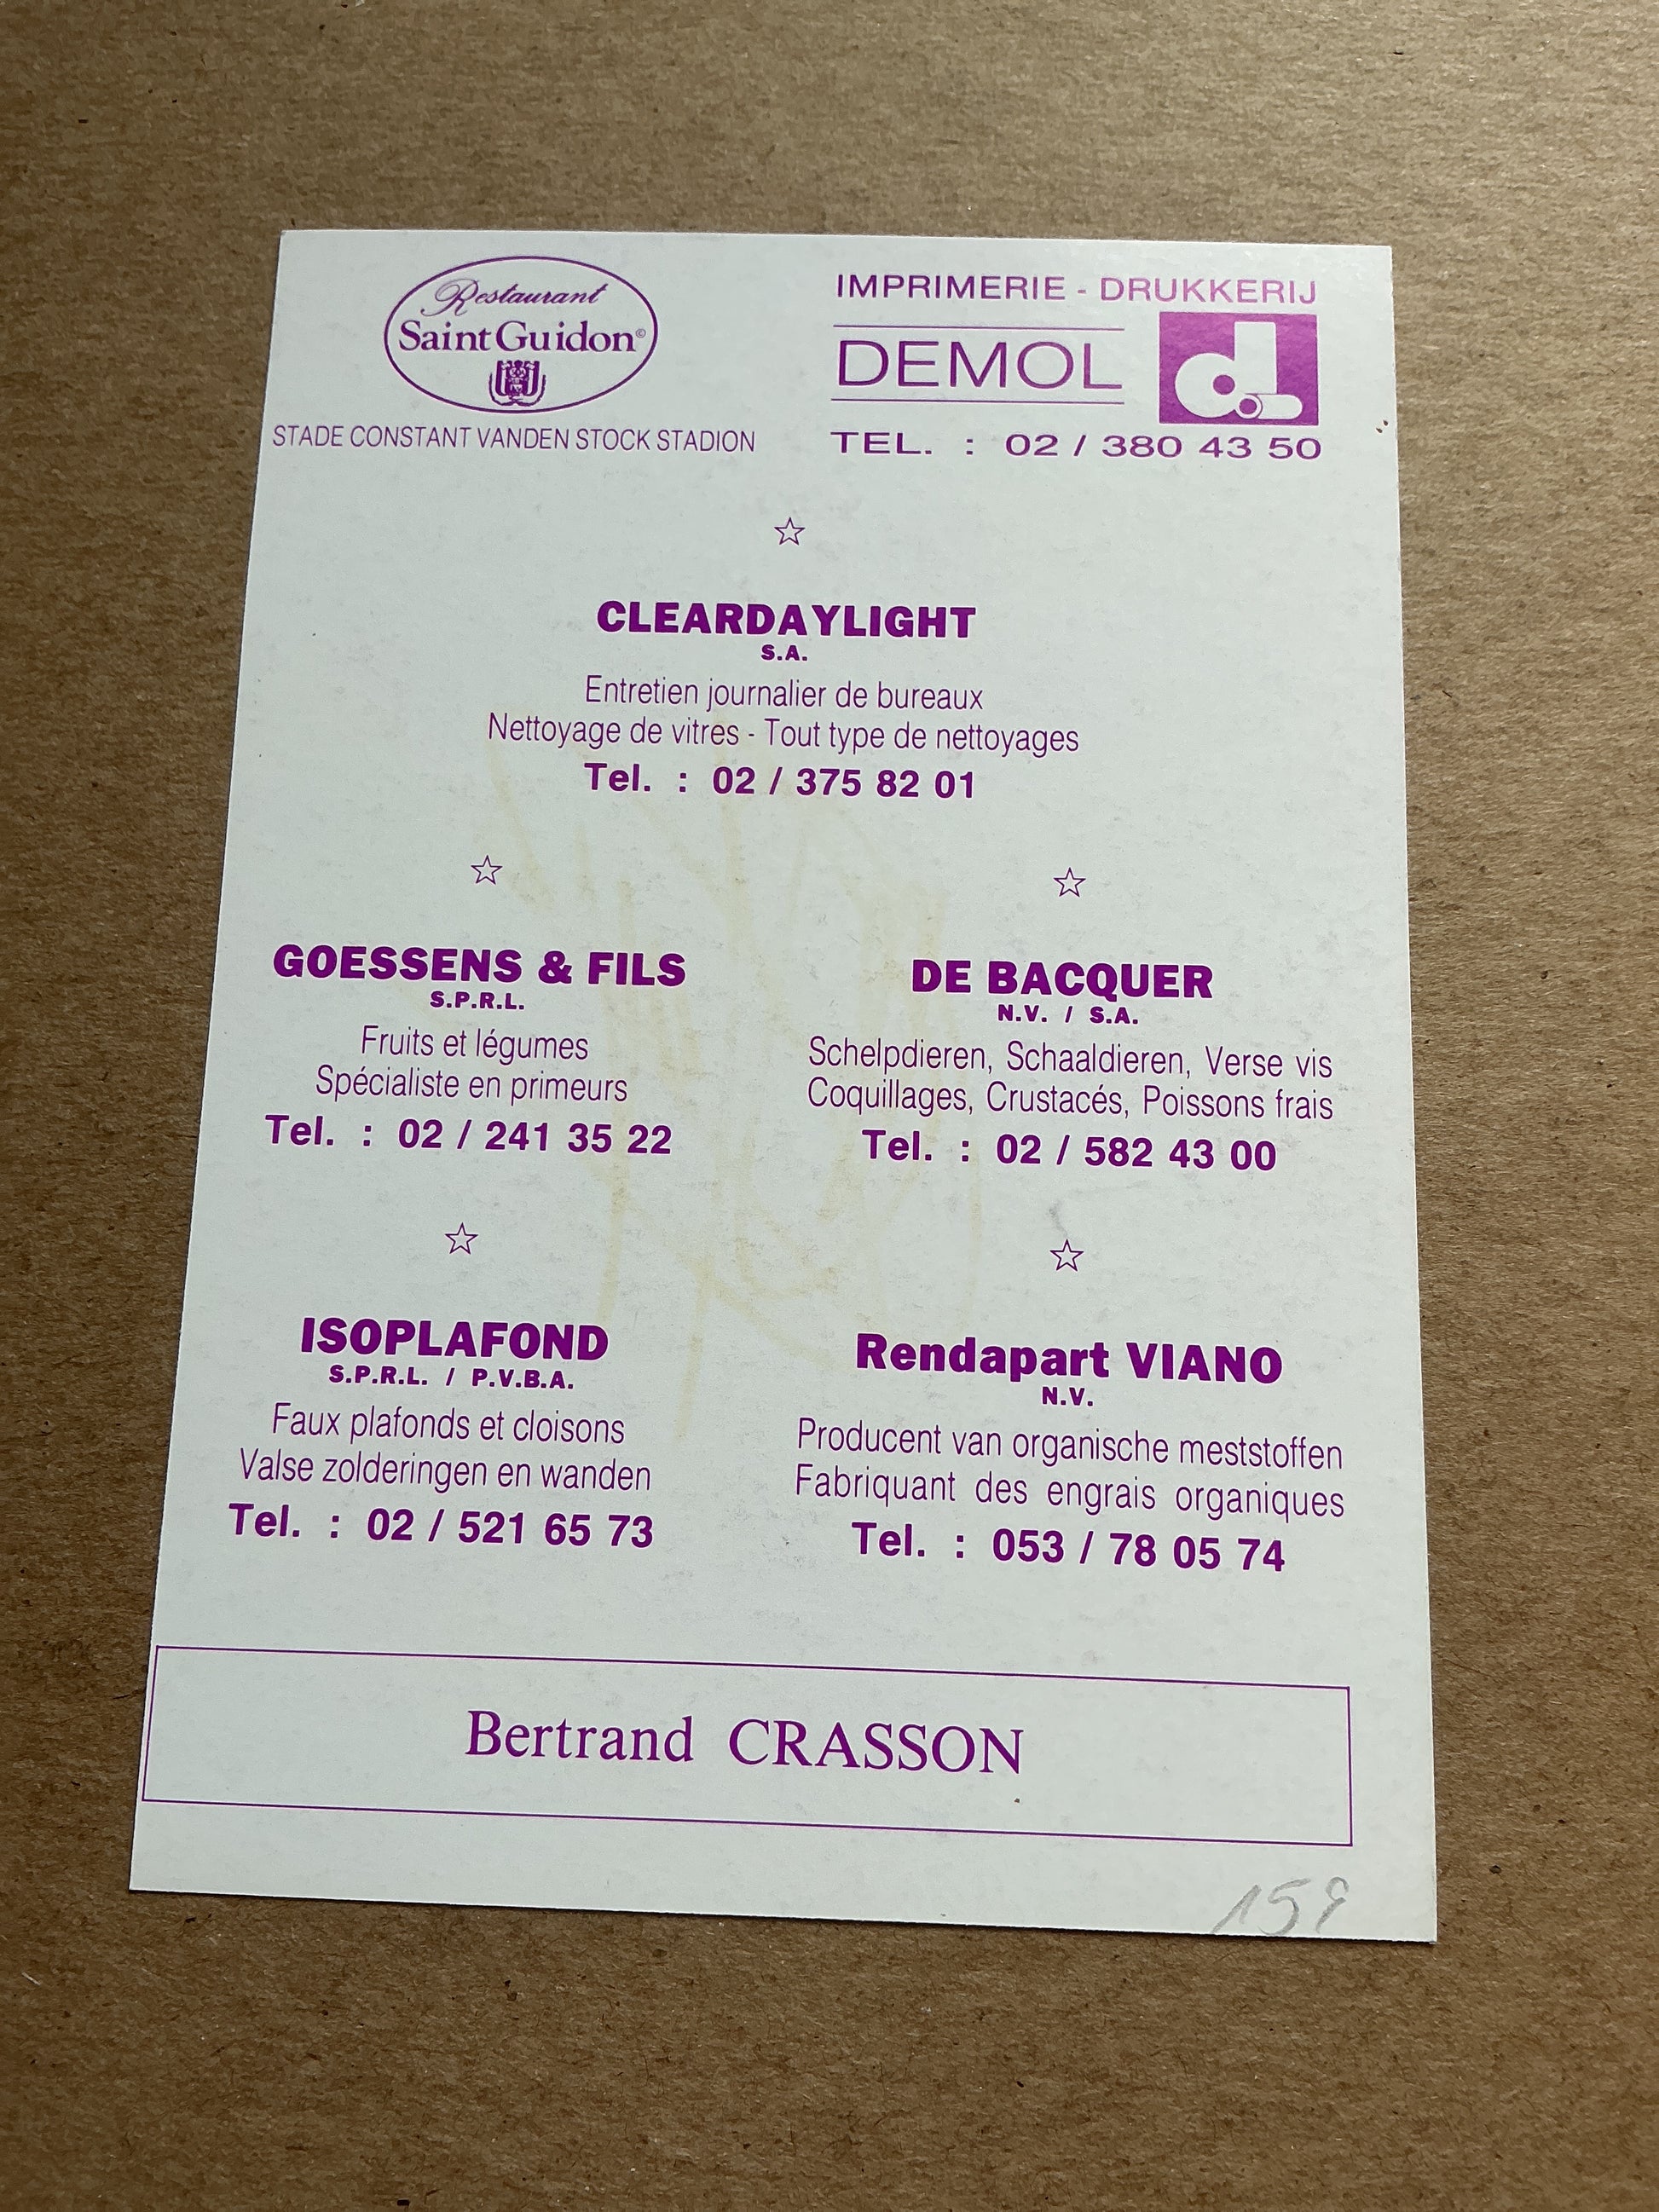 Restaurant
Saint Guidon©
STADE CONSTANT VANDEN STOCK STADION
IMPRIMERIE - DRUKKERIJ
DEMOL
d.
TEL. : 02 / 380 43 50
CLEARDAYLIGHT
S.A.
Entretien journalier de bureaux
Nettoyage de vitres - Tout type de nettoyages
Tel. : 02 / 375 82 01
GOESSENS & FILS
S.P.R.L.
Fruits et légumes
Spécialiste en primeurs
Tel. : 02 / 241 35 22
DE BACQUER
N.V. / S.A.
Schelpdieren, Schaaldieren, Verse vis
Coquillages, Crustacés, Poissons frais
Tel. : 02 / 582 43 00
ISOPLAFOND
S.P.R.L. / P.V.B.A.
Faux plafonds et cloisons
Valse zolderingen en wanden
Tel. : 02 / 521 65 73
Rendapart VIANO
N.V.
Producent van organische meststoffen
Fabriquant des engrais organiques
Tel. : 053 / 78 05 74
Bertrand CRASSON
159